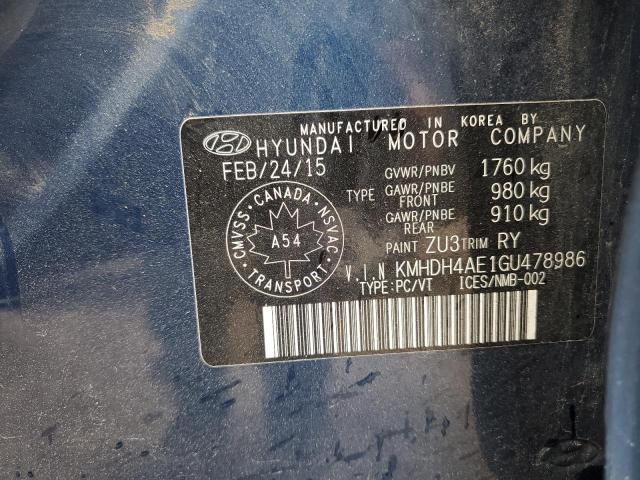 MANUFACTURED IN KOREA BY
HYUNDAI MOTOR COMPANY
FEB/24/15 GVWR/PNBV 1760 kg
TYPE GAWR/PNBE FRONT 980 kg
GAWR/PNBE REAR 910 kg
PAINT ZU3 TRIM RY
V.I.N KMHDH4AE1GU478986
TYPE:PC/VT ICES/NMB-002
CMVSS • CANADA • NSVAC
A54
TRANSPORT